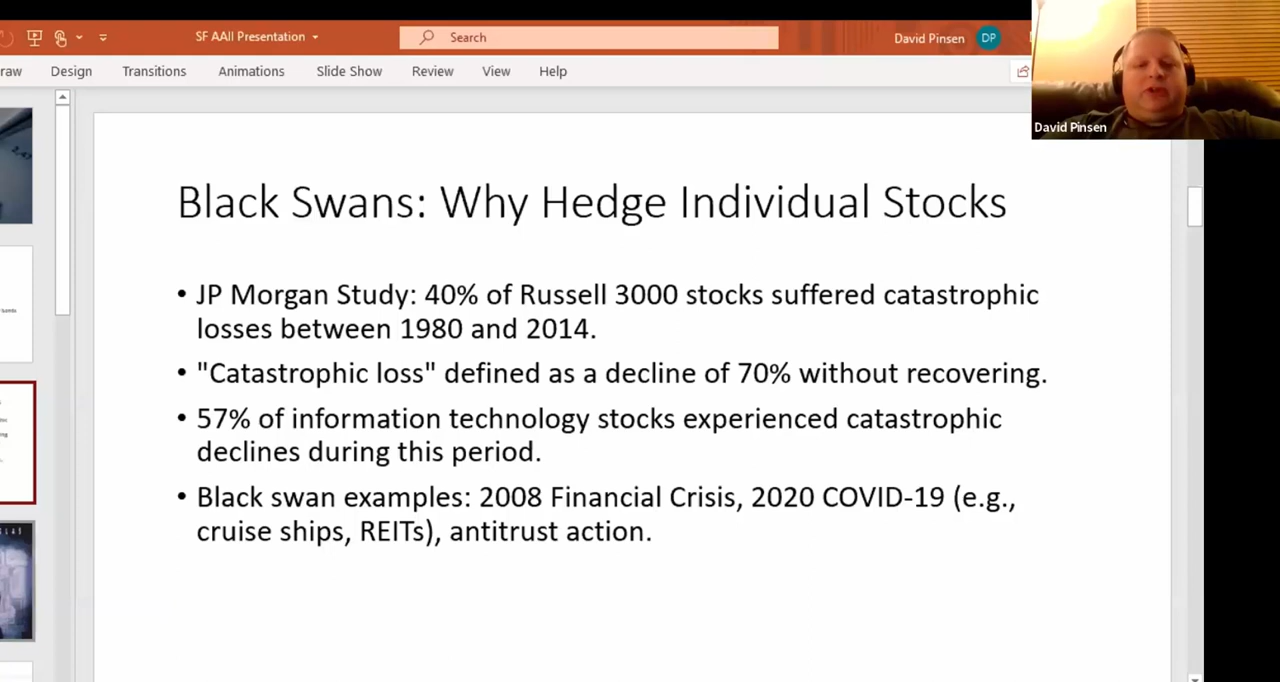 SF AAII Presentation
Search
David Pinsen
DP
raw Design Transitions Animations Slide Show Review View Help
David Pinsen
Black Swans: Why Hedge Individual Stocks
• JP Morgan Study: 40% of Russell 3000 stocks suffered catastrophic
losses between 1980 and 2014.
• "Catastrophic loss" defined as a decline of 70% without recovering.
• 57% of information technology stocks experienced catastrophic
declines during this period.
• Black swan examples: 2008 Financial Crisis, 2020 COVID-19 (e.g.,
cruise ships, REITs), antitrust action.